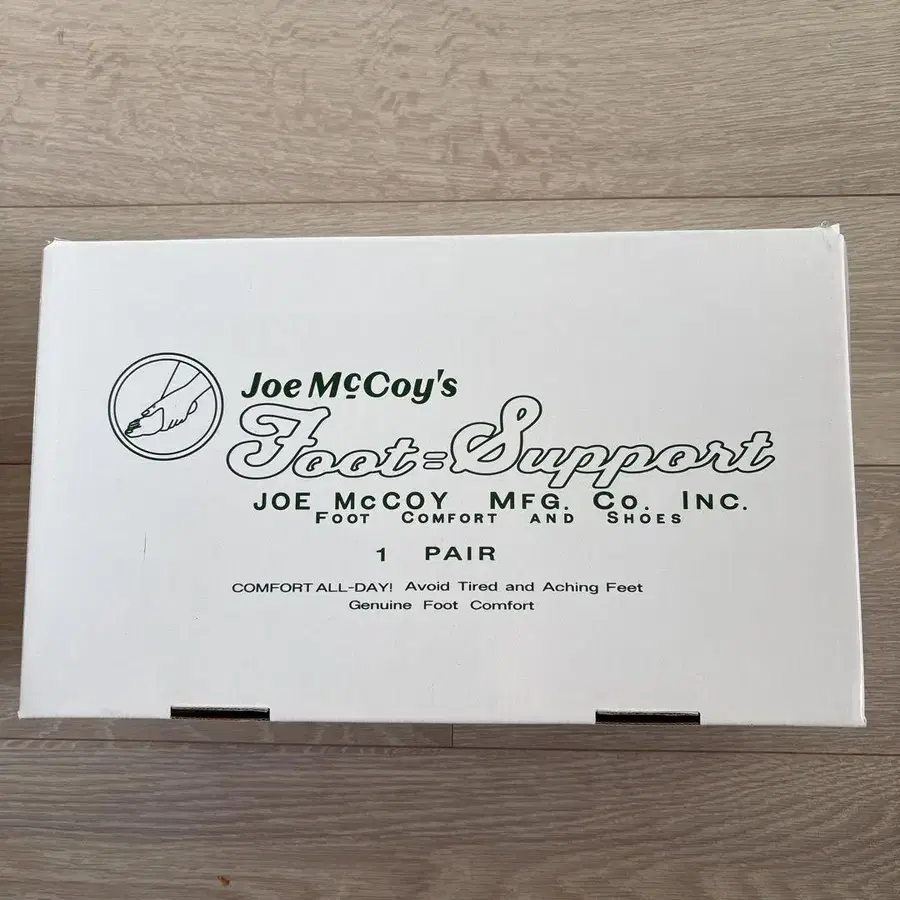 Joe McCoy's
Foot=Support
JOE McCOY MFG. Co. INC.
FOOT COMFORT AND SHOES
1 PAIR
COMFORT ALL-DAY! Avoid Tired and Aching Feet
Genuine Foot Comfort